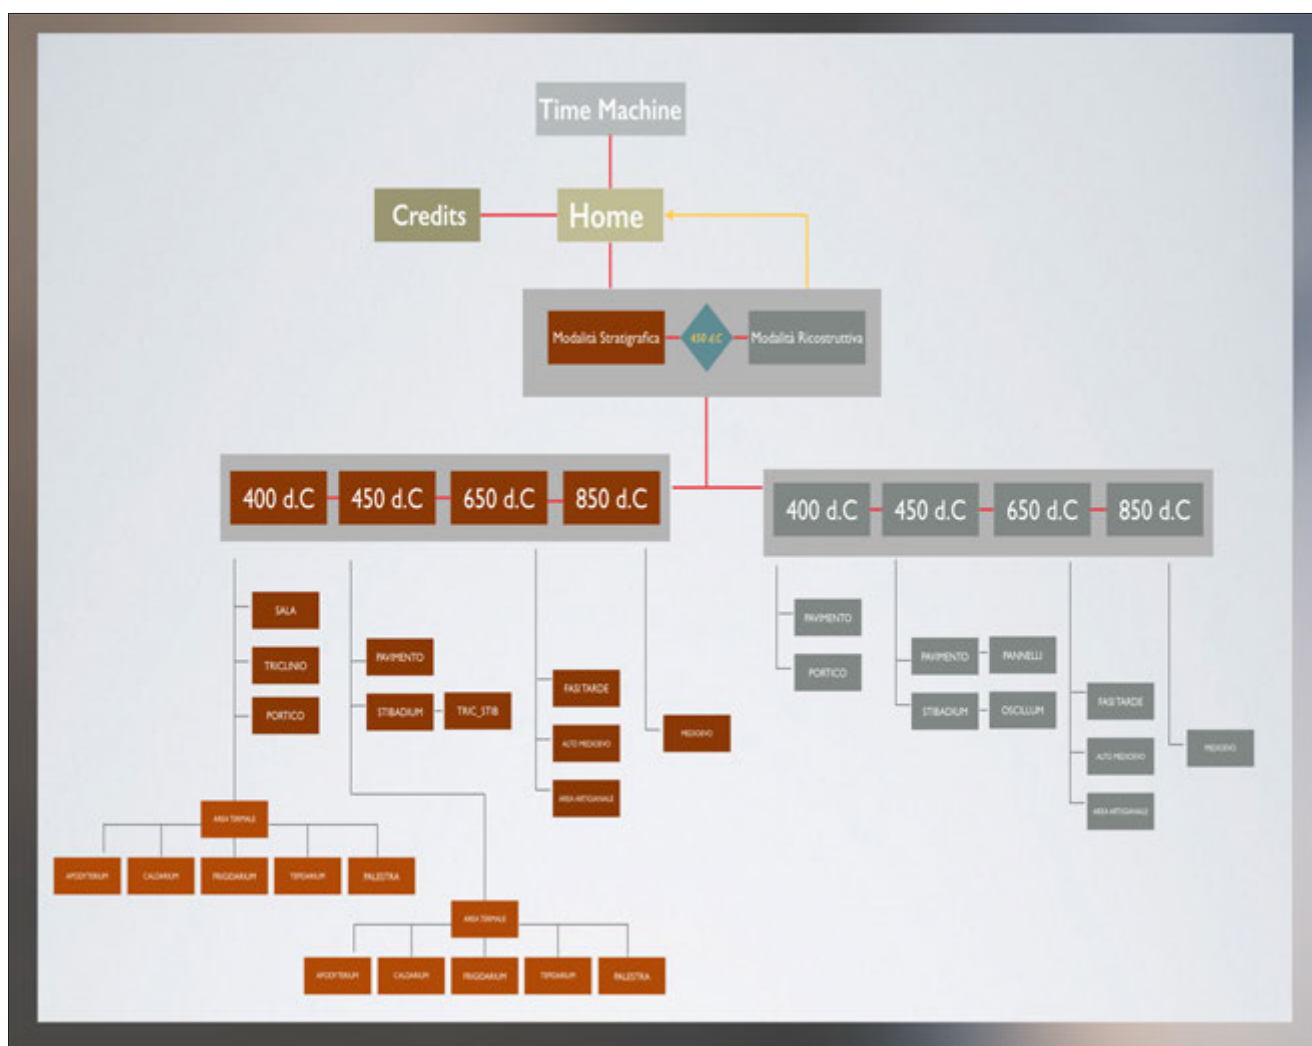 Time Machine
Credits
Home
Modalità Stratigrafica
450 d.C
Modalità Ricostruttiva
400 d.C
450 d.C
650 d.C
850 d.C
400 d.C
450 d.C
650 d.C
850 d.C
SALA
TRICLINIO
PORTICO
PAVIMENTO
STIBADIUM
TRIC_STIB
FASI TARDE
ALTO MEDIOEVO
AREA ARTIGIANALE
MEDIOEVO
PAVIMENTO
PORTICO
PAVIMENTO
PANNELLI
STIBADIUM
OSCILLUM
FASI TARDE
ALTO MEDIOEVO
AREA ARTIGIANALE
MEDIOEVO
AREA TERMALE
APODYTERIUM
CALDARIUM
FRIGIDARIUM
TEPIDARIUM
PALESTRA
AREA TERMALE
APODYTERIUM
CALDARIUM
FRIGIDARIUM
TEPIDARIUM
PALESTRA